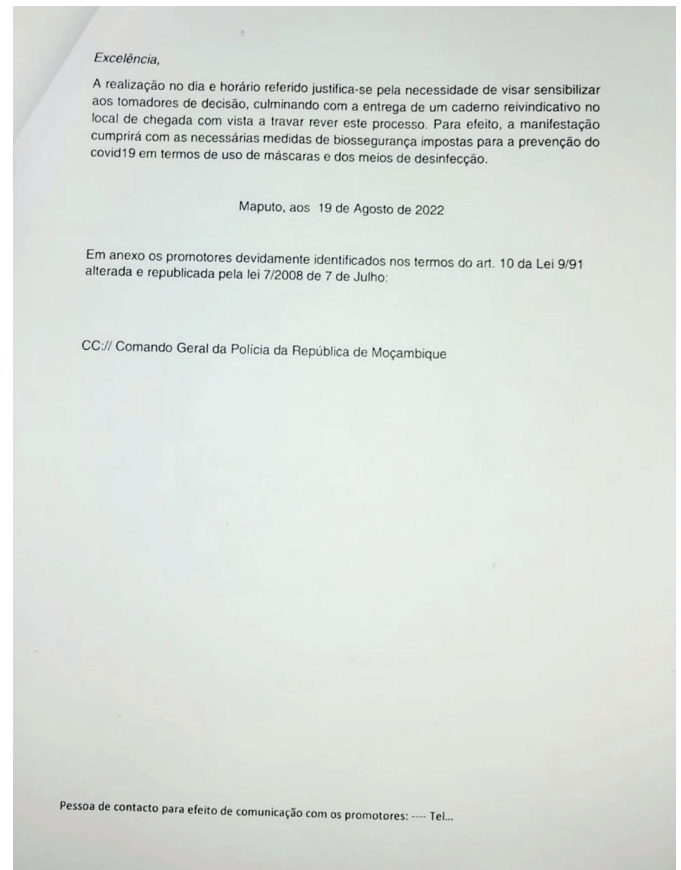 Excelência,
A realização no dia e horário referido justifica-se pela necessidade de visar sensibilizar
aos tomadores de decisão, culminando com a entrega de um caderno reivindicativo no
local de chegada com vista a travar rever este processo. Para efeito, a manifestação
cumprirá com as necessárias medidas de biossegurança impostas para a prevenção do
covid19 em termos de uso de máscaras e dos meios de desinfecção.
Maputo, aos 19 de Agosto de 2022
Em anexo os promotores devidamente identificados nos termos do art. 10 da Lei 9/91
alterada e republicada pela lei 7/2008 de 7 de Julho:
CC:// Comando Geral da Polícia da República de Moçambique
Pessoa de contacto para efeito de comunicação com os promotores: ---- Tel...